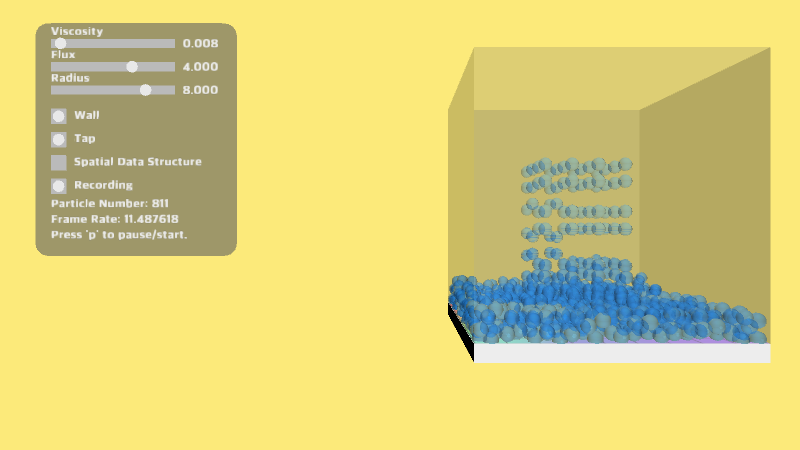 Viscosity
0.008
Flux
4.000
Radius
8.000
Wall
Tap
Spatial Data Structure
Recording
Particle Number: 811
Frame Rate: 11.487618
Press `p` to pause/start.